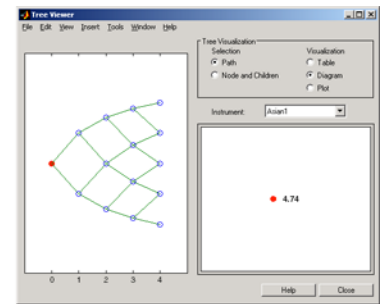 Tree Viewer
File Edit View Insert Tools Window Help
Tree Visualization
Selection
Visualization
Path
Table
Node and Children
Diagram
Plot
Instrument:
Asian1
4.74
0 1 2 3 4
Help
Close